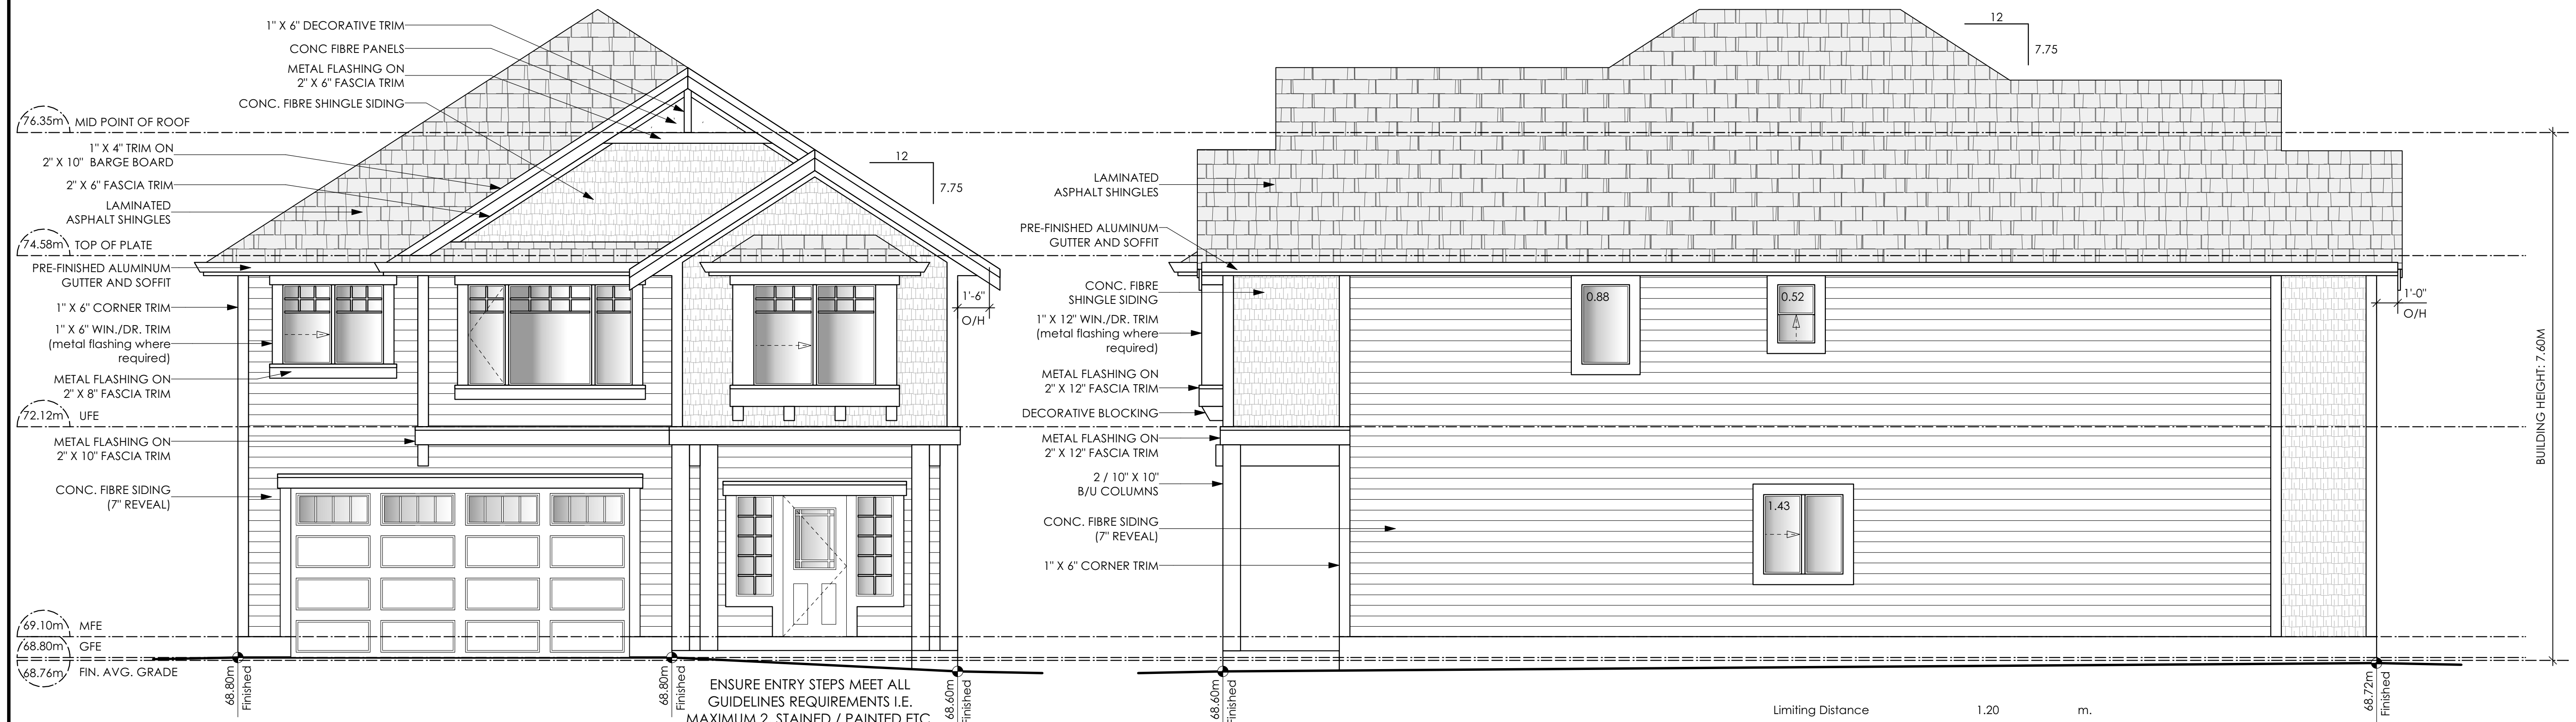 1" X 6" DECORATIVE TRIM
CONC FIBRE PANELS
METAL FLASHING ON
2" X 6" FASCIA TRIM
CONC. FIBRE SHINGLE SIDING
76.35m MID POINT OF ROOF
1" X 4" TRIM ON
2" X 10" BARGE BOARD
2" X 6" FASCIA TRIM
LAMINATED
ASPHALT SHINGLES
74.58m TOP OF PLATE
PRE-FINISHED ALUMINUM
GUTTER AND SOFFIT
1" X 6" CORNER TRIM
1" X 6" WIN./DR. TRIM
(metal flashing where
required)
METAL FLASHING ON
2" X 8" FASCIA TRIM
72.12m UFE
METAL FLASHING ON
2" X 10" FASCIA TRIM
CONC. FIBRE SIDING
(7" REVEAL)
69.10m MFE
68.80m GFE
68.76m FIN. AVG. GRADE
12
7.75
1'-6"
O/H
68.80m
Finished
68.80m
Finished
ENSURE ENTRY STEPS MEET ALL
GUIDELINES REQUIREMENTS I.E.
MAXIMUM 2, STAINED / PAINTED ETC
68.60m
Finished
12
7.75
LAMINATED
ASPHALT SHINGLES
PRE-FINISHED ALUMINUM
GUTTER AND SOFFIT
CONC. FIBRE
SHINGLE SIDING
1" X 12" WIN./DR. TRIM
(metal flashing where
required)
METAL FLASHING ON
2" X 12" FASCIA TRIM
DECORATIVE BLOCKING
METAL FLASHING ON
2" X 12" FASCIA TRIM
2 / 10" X 10"
B/U COLUMNS
CONC. FIBRE SIDING
(7" REVEAL)
1" X 6" CORNER TRIM
0.88
0.52
1.43
1'-0"
O/H
BUILDING HEIGHT: 7.60M
68.60m
Finished
68.72m
Finished
Limiting Distance 1.20 m.